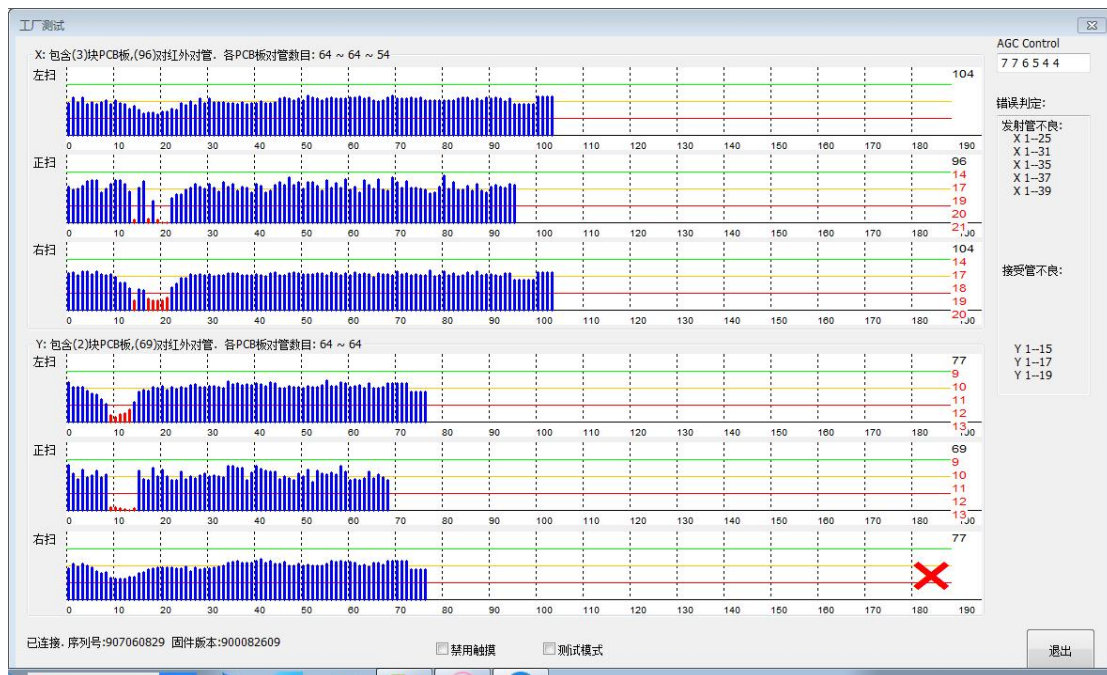 工厂测试
X: 包含(3)块PCB板,(96)对红外对管. 各PCB板对管数目: 64 ~ 64 ~ 54
左扫
104
0 10 20 30 40 50 60 70 80 90 100 110 120 130 140 150 160 170 180 190
正扫
96
14
17
19
20
21
0 10 20 30 40 50 60 70 80 90 100 110 120 130 140 150 160 170 180
右扫
104
14
17
18
19
20
0 10 20 30 40 50 60 70 80 90 100 110 120 130 140 150 160 170 180
Y: 包含(2)块PCB板,(69)对红外对管. 各PCB板对管数目: 64 ~ 64
左扫
77
9
10
11
12
13
0 10 20 30 40 50 60 70 80 90 100 110 120 130 140 150 160 170 180
正扫
69
9
10
11
12
13
0 10 20 30 40 50 60 70 80 90 100 110 120 130 140 150 160 170 180
右扫
77
0 10 20 30 40 50 60 70 80 90 100 110 120 130 140 150 160 170 180 190
AGC Control
7 7 6 5 4 4
错误判定:
发射管不良:
X 1--25
X 1--31
X 1--35
X 1--37
X 1--39
接受管不良:
Y 1--15
Y 1--17
Y 1--19
已连接. 序列号:907060829 固件版本:900082609
禁用触摸
测试模式
退出